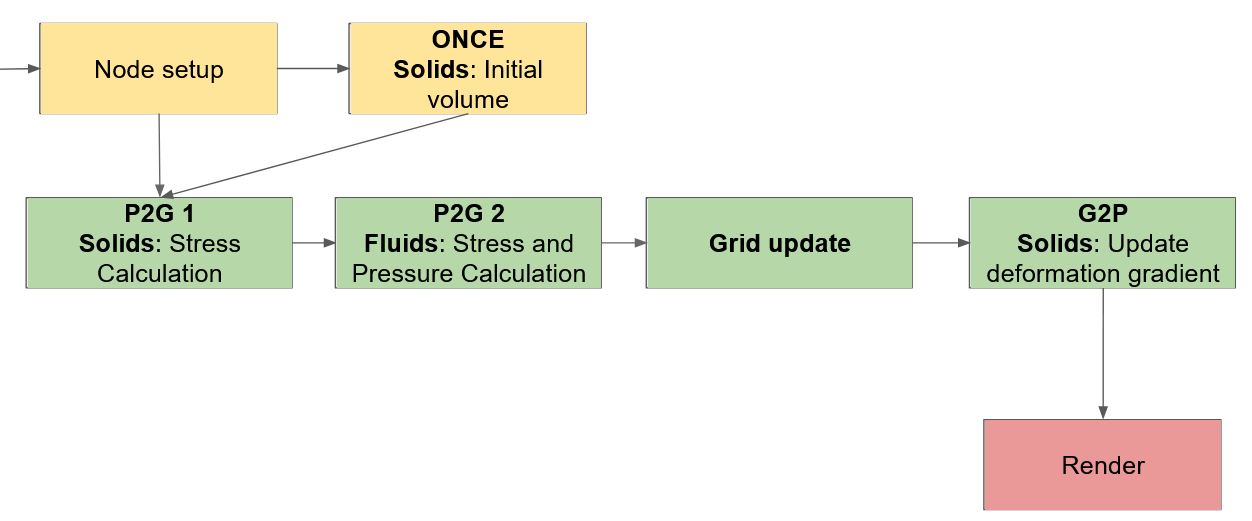 Node setup
ONCE
Solids: Initial
volume
P2G 1
Solids: Stress
Calculation
P2G 2
Fluids: Stress and
Pressure Calculation
Grid update
G2P
Solids: Update
deformation gradient
Render